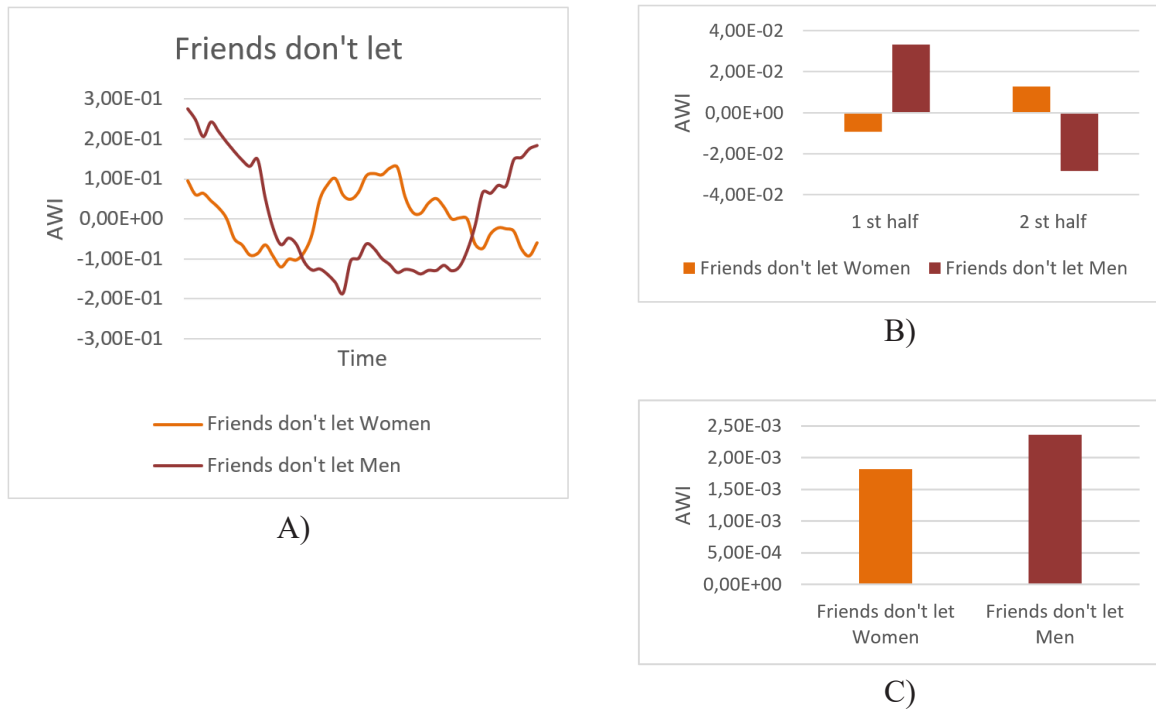 Friends don't let
3,00E-01
2,00E-01
1,00E-01
0,00E+00
-1,00E-01
-2,00E-01
-3,00E-01
AWI
Time
Friends don't let Women
Friends don't let Men
A)
4,00E-02
2,00E-02
0,00E+00
-2,00E-02
-4,00E-02
AWI
1 st half 2 st half
Friends don't let Women Friends don't let Men
B)
2,50E-03
2,00E-03
1,50E-03
1,00E-03
5,00E-04
0,00E+00
AWI
Friends don't let Friends don't let
Women Men
C)